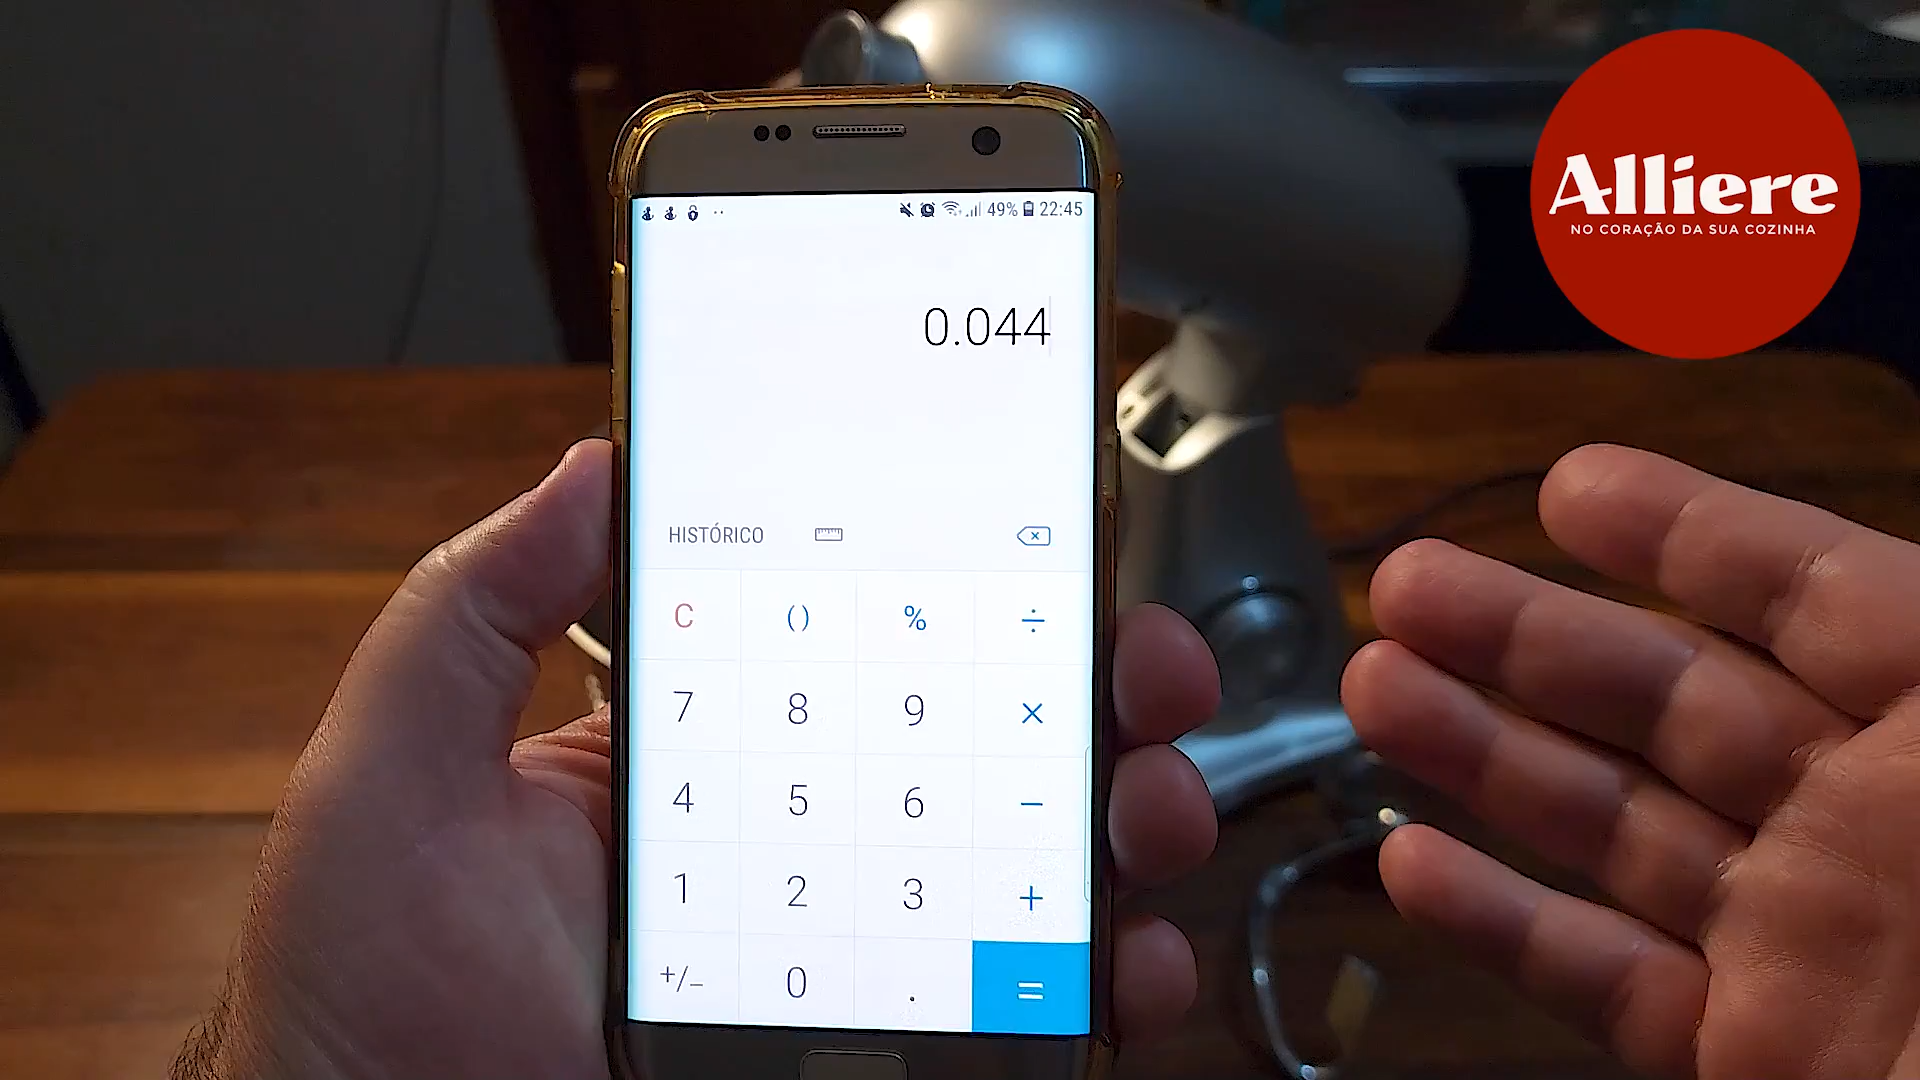 Alliere
NO CORAÇÃO DA SUA COZINHA
49% 22:45
0.044
HISTÓRICO
C () % ÷
7 8 9 ×
4 5 6 −
1 2 3 +
+/− 0 . =